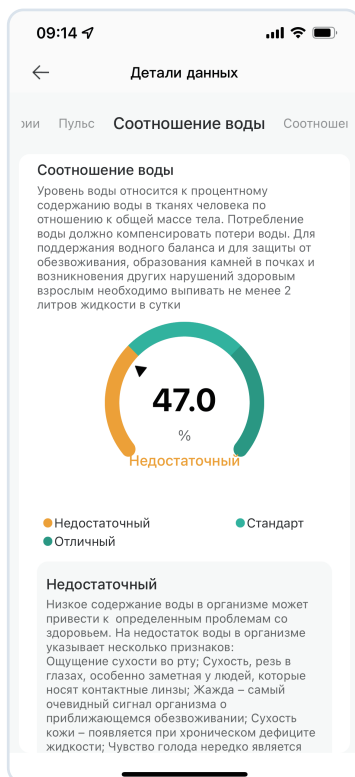 09:14
Детали данных
рии Пульс Соотношение воды Соотношен
Соотношение воды
Уровень воды относится к процентному
содержанию воды в тканях человека по
отношению к общей массе тела. Потребление
воды должно компенсировать потери воды. Для
поддержания водного баланса и для защиты от
обезвоживания, образования камней в почках и
возникновения других нарушений здоровым
взрослым необходимо выпивать не менее 2
литров жидкости в сутки
47.0
%
Недостаточный
Недостаточный Стандарт
Отличный
Недостаточный
Низкое содержание воды в организме может
привести к определенным проблемам со
здоровьем. На недостаток воды в организме
указывает несколько признаков:
Ощущение сухости во рту; Сухость, резь в
глазах, особенно заметная у людей, которые
носят контактные линзы; Жажда – самый
очевидный сигнал организма о
приближающемся обезвоживании; Сухость
кожи – появляется при хроническом дефиците
жидкости; Чувство голода нередко является